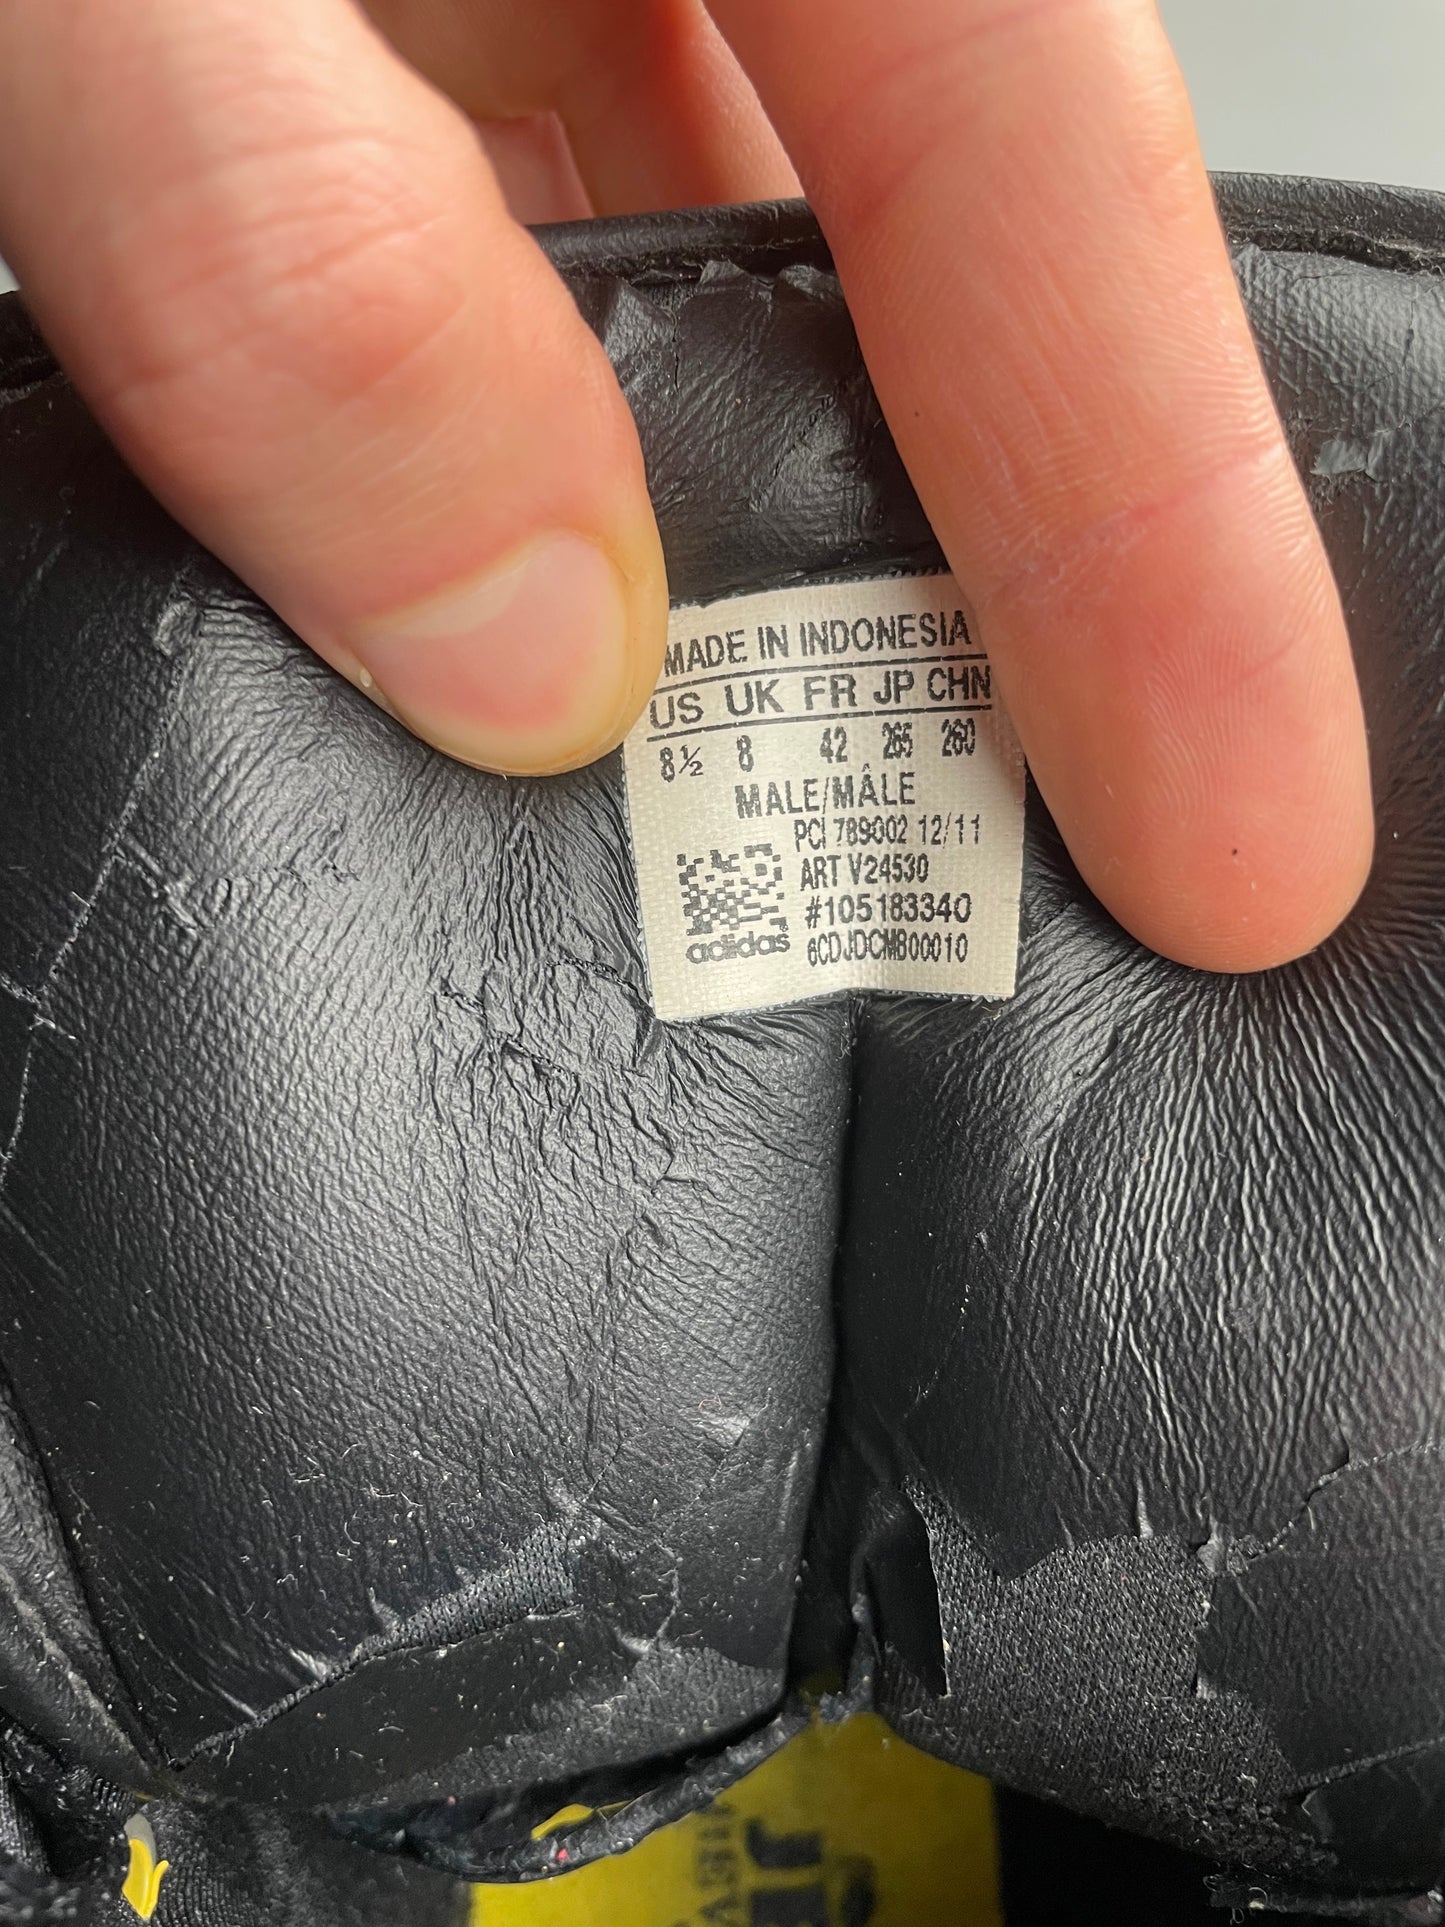 MADE IN INDONESIA
US UK FR JP CHN
8½ 8 42 265 260
MALE/MÂLE
PCI 789002 12/11
ART V24530
#105183340
adidas 6CDJDCMB00010